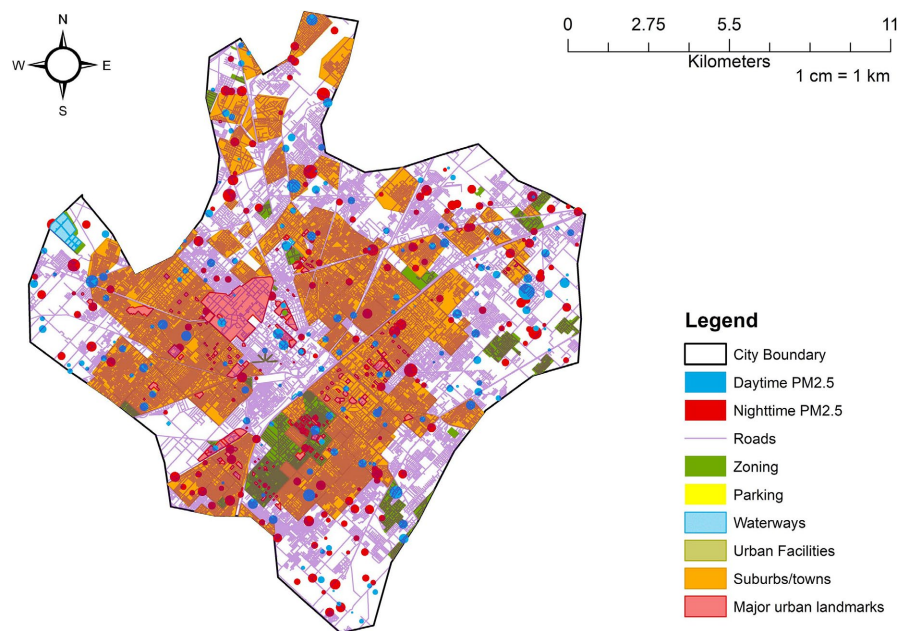 N
W E
S
0 2.75 5.5 11
Kilometers
1 cm = 1 km
Legend
City Boundary
Daytime PM2.5
Nighttime PM2.5
Roads
Zoning
Parking
Waterways
Urban Facilities
Suburbs/towns
Major urban landmarks